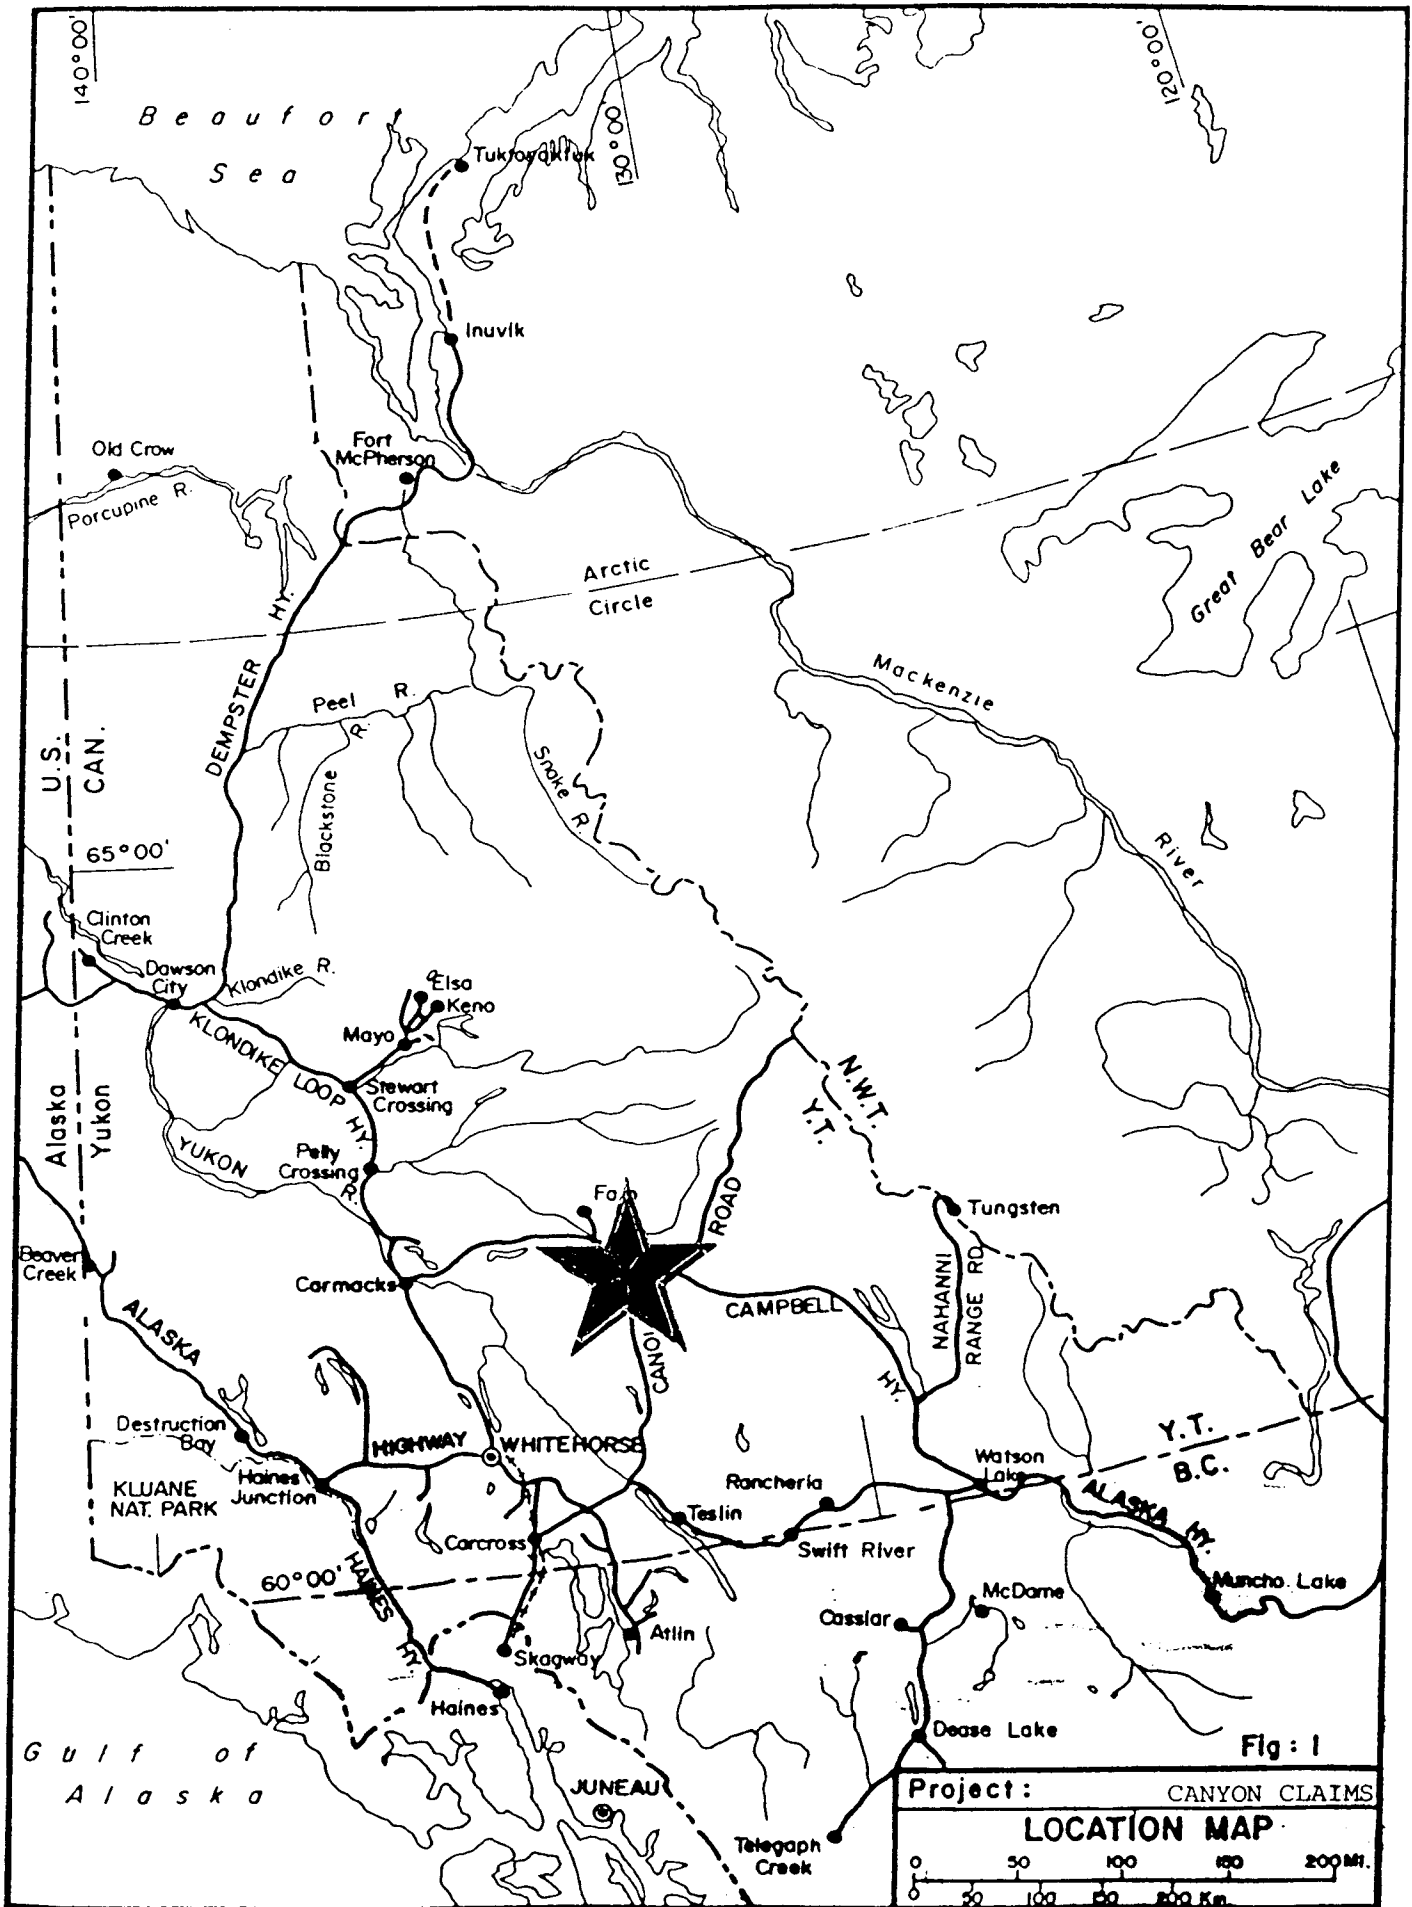 140°00'
130°00'
120°00'
Beaufort
Sea
Tuktoyaktuk
Inuvik
Old Crow
Fort
McPherson
Porcupine R.
Great Bear Lake
Arctic
Circle
DEMPSTER HY.
Mackenzie
River
Peel R.
Blackstone R.
Snake R.
U.S.
CAN.
65°00'
Clinton
Creek
Dawson
City
Klondike R.
Elsa
Keno
Mayo
KLONDIKE LOOP HY.
Stewart
Crossing
Alaska
Yukon
YUKON R.
Pelly
Crossing
N.W.T.
Y.T.
ROAD
Tungsten
Beaver
Creek
Carmacks
CAMPBELL HY.
NAHANNI
RANGE RD.
ALASKA
Destruction
Bay
HIGHWAY
WHITEHORSE
Haines
Junction
KLUANE
NAT. PARK
Rancheria
Watson
Lake
Y.T.
B.C.
ALASKA HY.
Teslin
Swift River
Carcross
60°00'
HAINES HY.
McDame
Muncho Lake
Cassiar
Atlin
Skagway
Haines
Dease Lake
Gulf of
Alaska
JUNEAU
Telegaph
Creek
Fig: 1
Project: CANYON CLAIMS
LOCATION MAP
0 50 100 150 200 Mi.
0 50 100 150 200 Km.